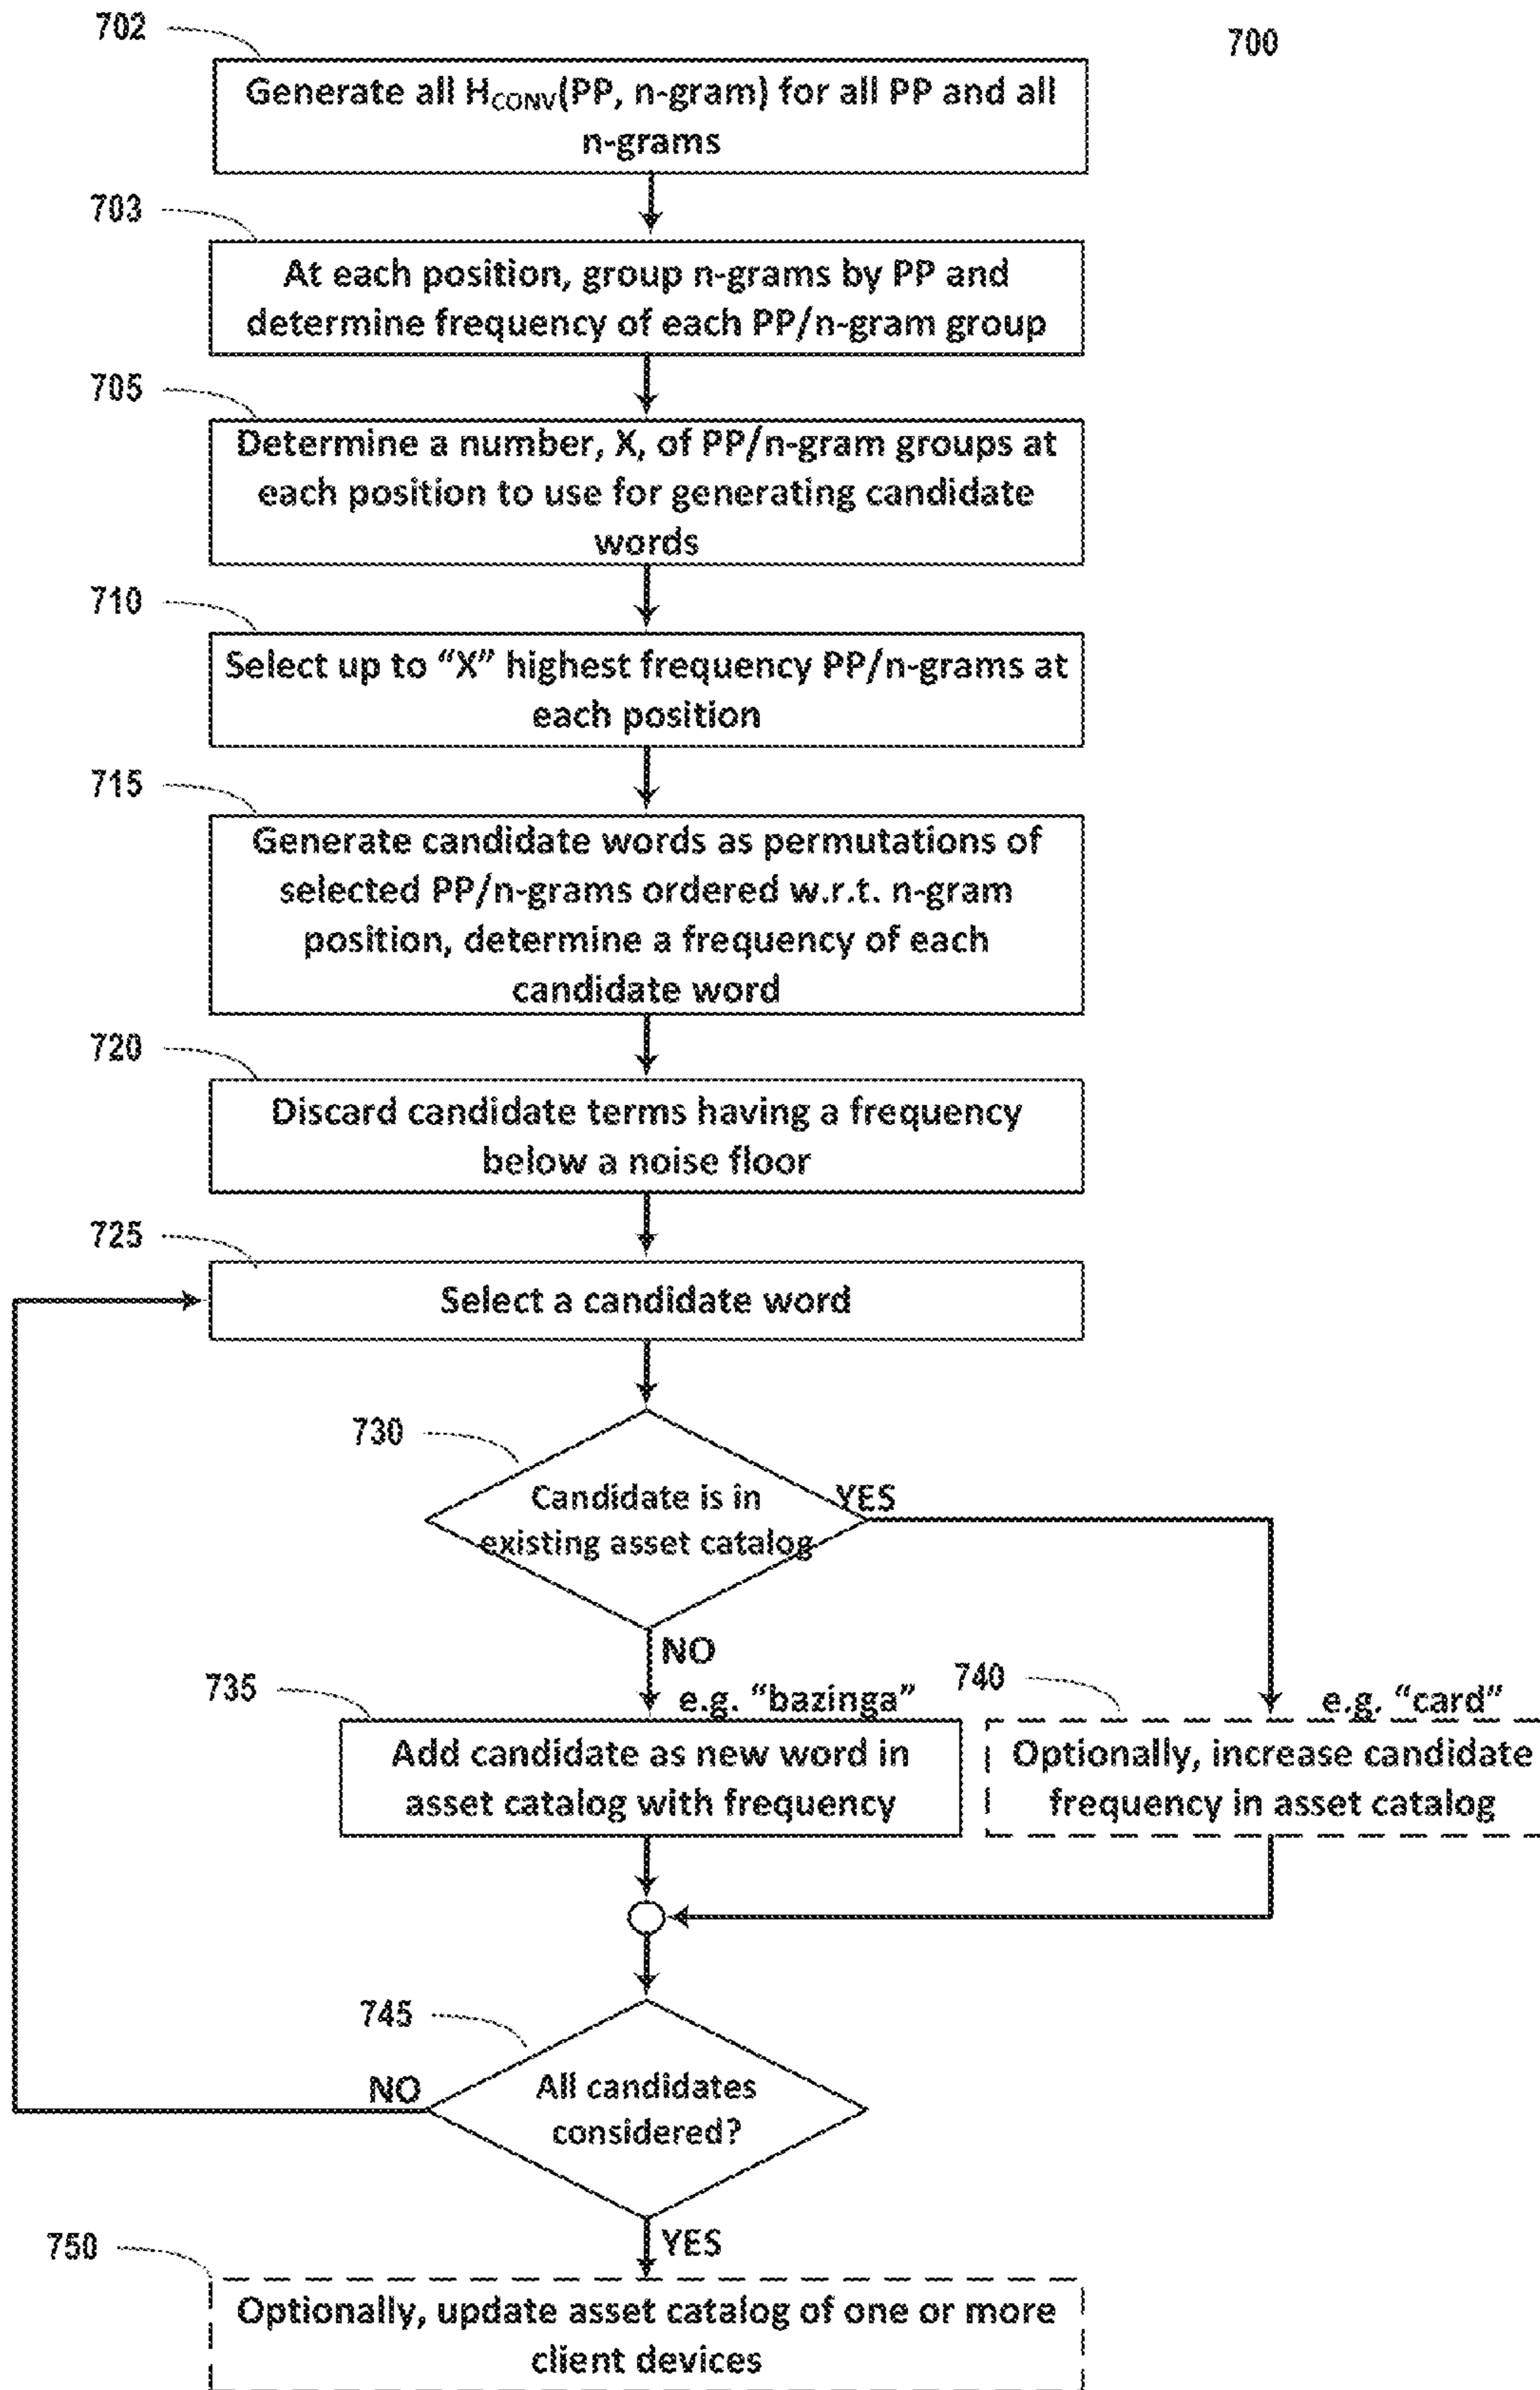 702
700
Generate all HCONV(PP, n-gram) for all PP and all
n-grams
703
At each position, group n-grams by PP and
determine frequency of each PP/n-gram group
705
Determine a number, X, of PP/n-gram groups at
each position to use for generating candidate
words
710
Select up to “X” highest frequency PP/n-grams at
each position
715
Generate candidate words as permutations of
selected PP/n-grams ordered w.r.t. n-gram
position, determine a frequency of each
candidate word
720
Discard candidate terms having a frequency
below a noise floor
725
Select a candidate word
730
Candidate is in
existing asset catalog
YES
NO
735
e.g. “bazinga”
740
e.g. “card”
Add candidate as new word in
asset catalog with frequency
Optionally, increase candidate
frequency in asset catalog
745
NO
All candidates
considered?
YES
750
Optionally, update asset catalog of one or more
client devices